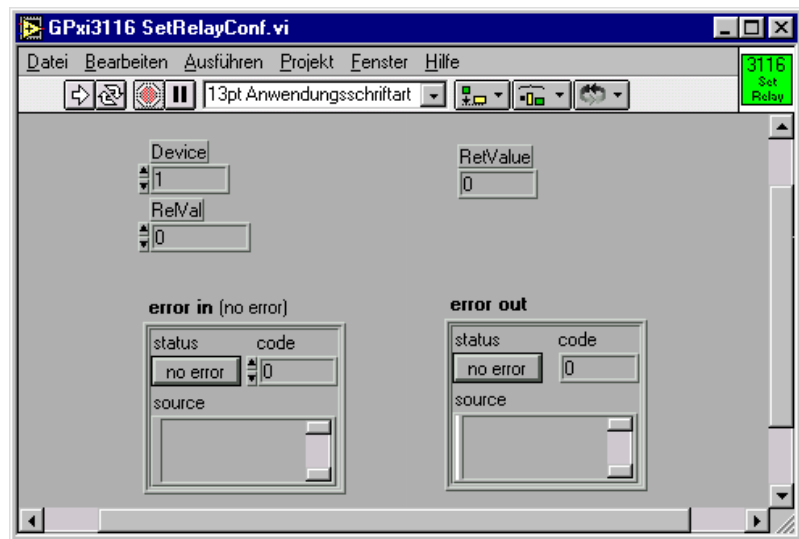 GPxi3116 SetRelayConf.vi
Datei Bearbeiten Ausführen Projekt Fenster Hilfe
3116
Set
Relay
13pt Anwendungsschriftart
Device
1
RelVal
0
RetValue
0
error in (no error)
status code
no error 0
source
error out
status code
no error 0
source